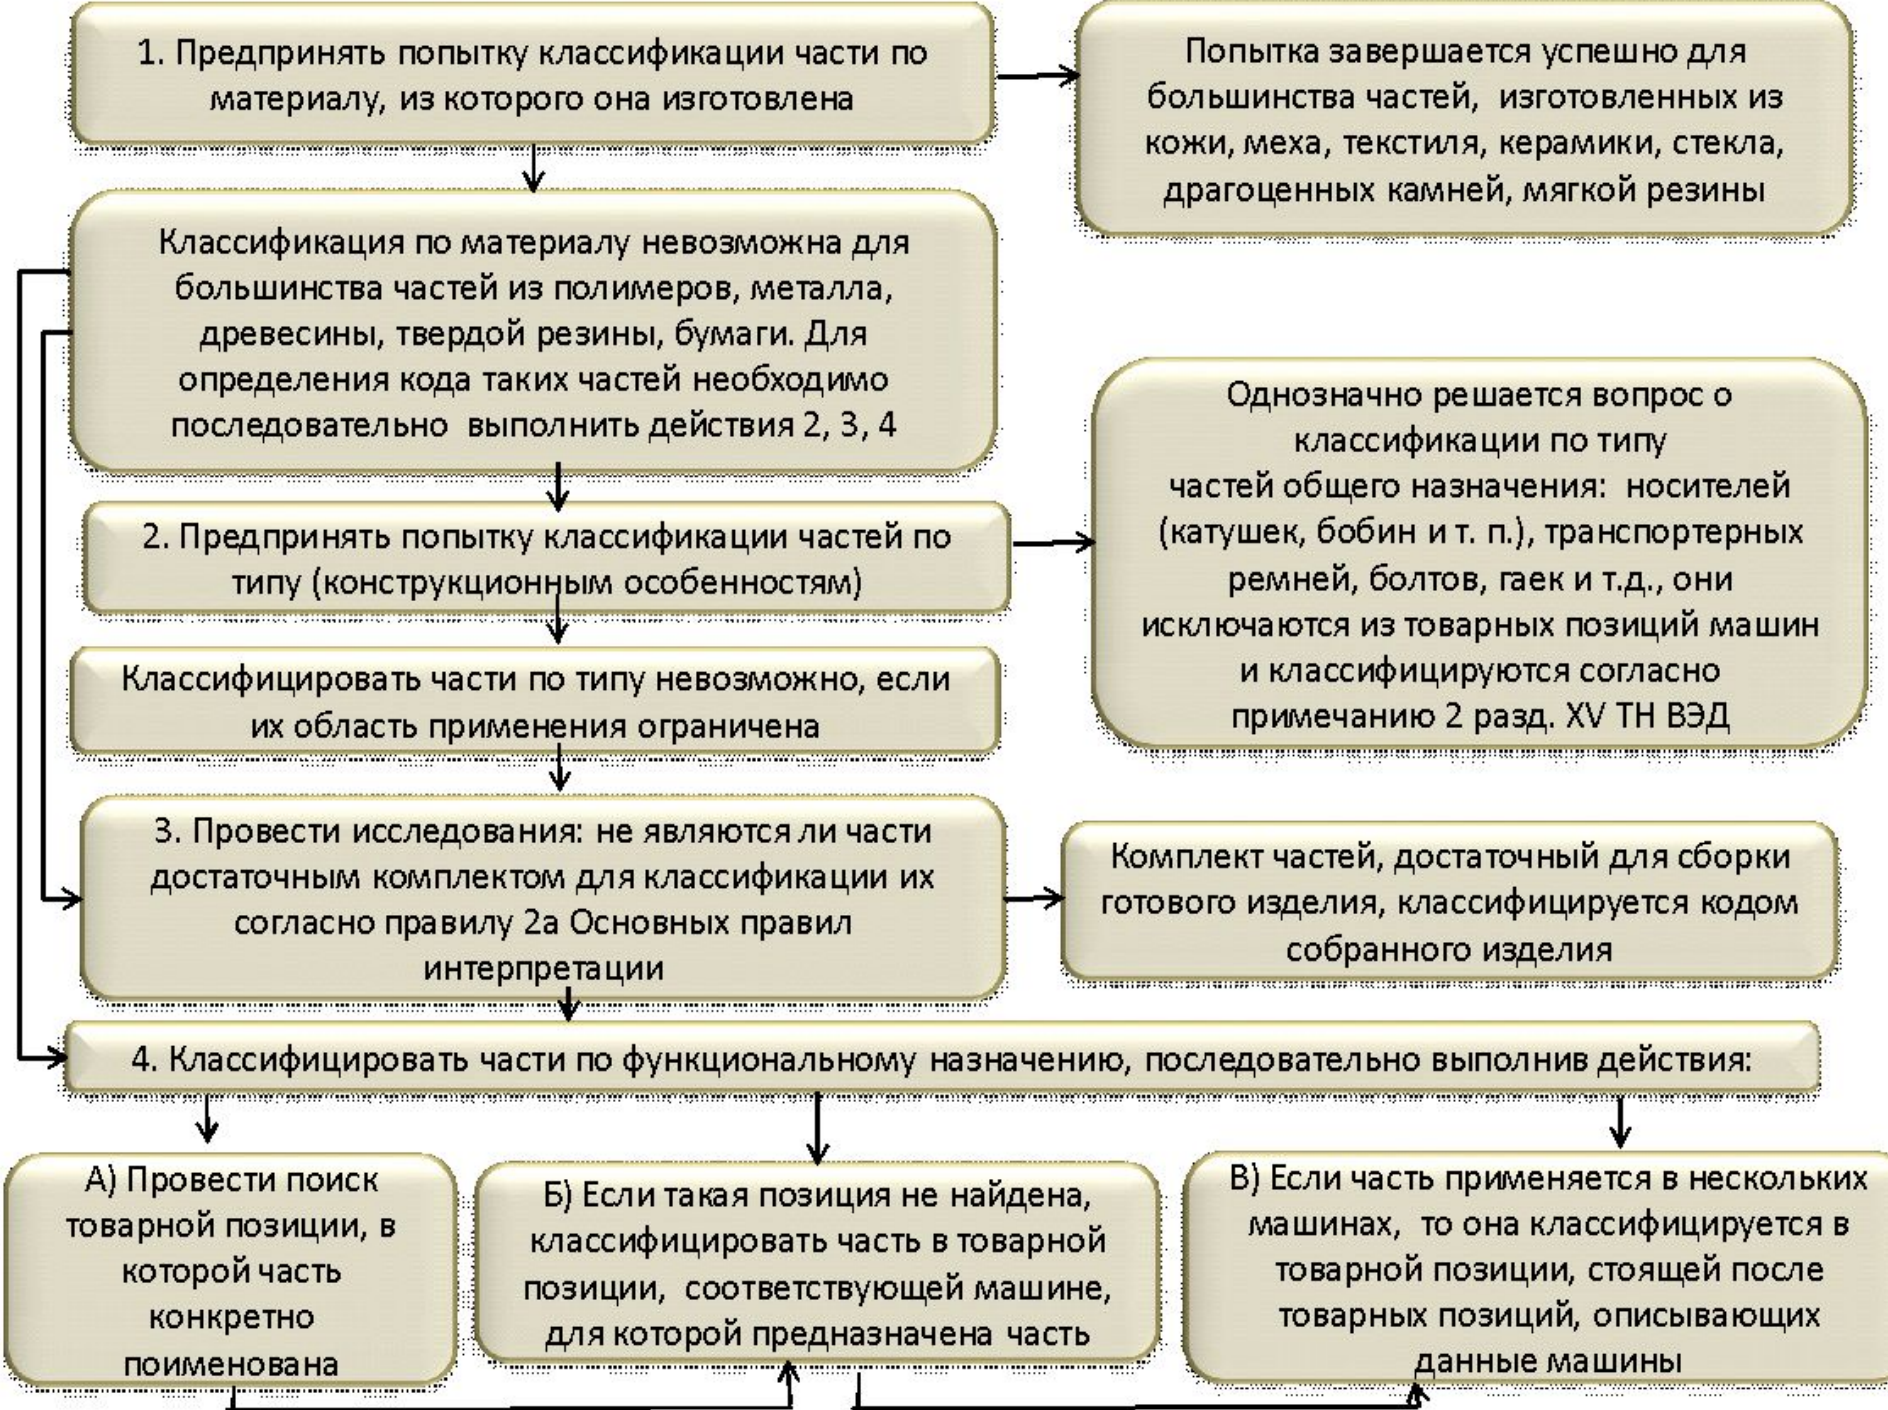 1. Предпринять попытку классификации части по
материалу, из которого она изготовлена
Попытка завершается успешно для
большинства частей, изготовленных из
кожи, меха, текстиля, керамики, стекла,
драгоценных камней, мягкой резины
Классификация по материалу невозможна для
большинства частей из полимеров, металла,
древесины, твердой резины, бумаги. Для
определения кода таких частей необходимо
последовательно выполнить действия 2, 3, 4
2. Предпринять попытку классификации частей по
типу (конструкционным особенностям)
Однозначно решается вопрос о
классификации по типу
частей общего назначения: носителей
(катушек, бобин и т. п.), транспортерных
ремней, болтов, гаек и т.д., они
исключаются из товарных позиций машин
и классифицируются согласно
примечанию 2 разд. XV ТН ВЭД
Классифицировать части по типу невозможно, если
их область применения ограничена
3. Провести исследования: не являются ли части
достаточным комплектом для классификации их
согласно правилу 2а Основных правил
интерпретации
Комплект частей, достаточный для сборки
готового изделия, классифицируется кодом
собранного изделия
4. Классифицировать части по функциональному назначению, последовательно выполнив действия:
А) Провести поиск
товарной позиции, в
которой часть
конкретно
поименована
Б) Если такая позиция не найдена,
классифицировать часть в товарной
позиции, соответствующей машине,
для которой предназначена часть
В) Если часть применяется в нескольких
машинах, то она классифицируется в
товарной позиции, стоящей после
товарных позиций, описывающих
данные машины